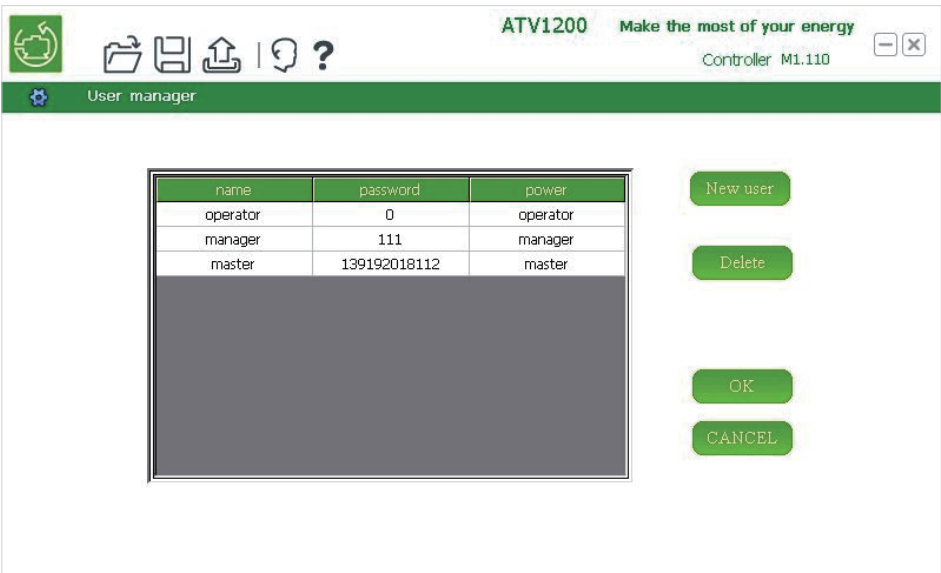 ATV1200 Make the most of your energy
Controller M1.110
User manager
name password power
operator 0 operator
manager 111 manager
master 139192018112 master
New user
Delete
OK
CANCEL